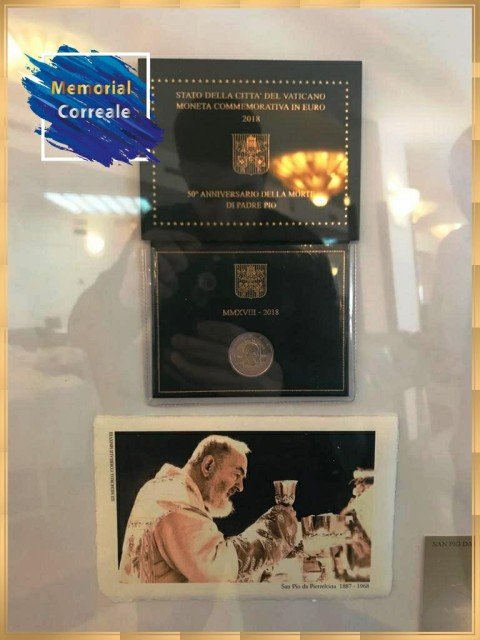 Memorial
Correale
STATO DELLA CITTA' DEL VATICANO
MONETA COMMEMORATIVA IN EURO
2018
50° ANNIVERSARIO DELLA MORTE
DI PADRE PIO
MMXVIII - 2018
San Pio da Pietrelcina 1887 - 1968
SAN PIO DA